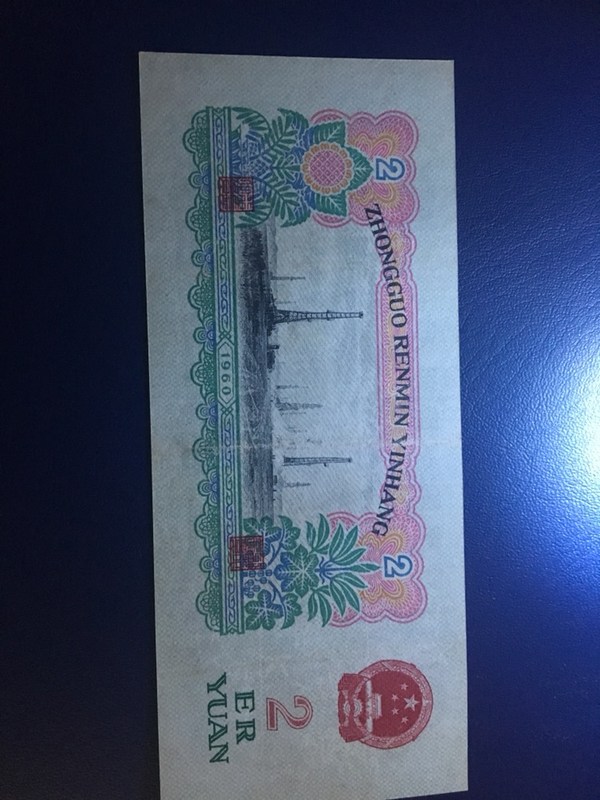 2
ZHONGGUO RENMIN YINHANG
2
1960
2
ER
YUAN